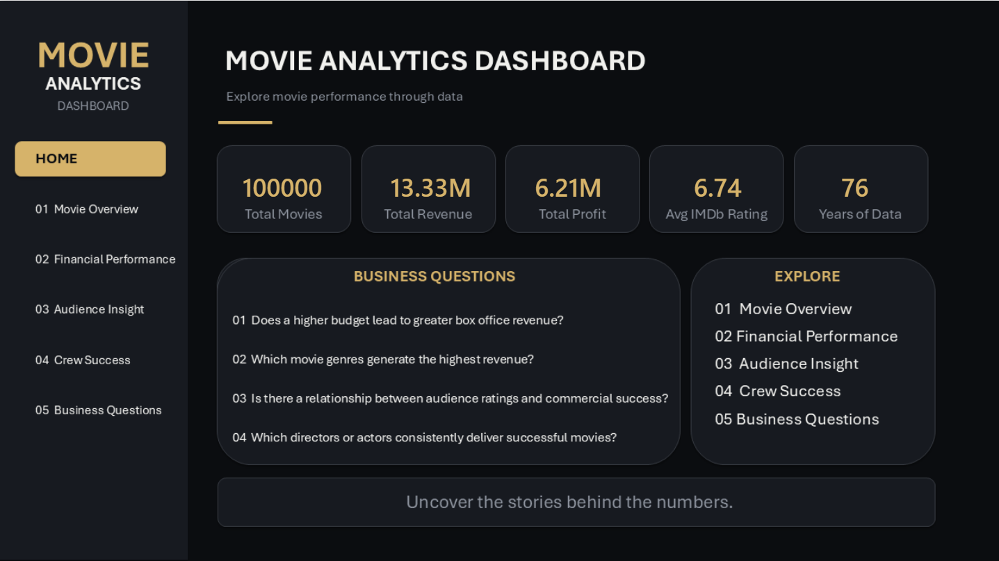 MOVIE
ANALYTICS
DASHBOARD
HOME
01 Movie Overview
02 Financial Performance
03 Audience Insight
04 Crew Success
05 Business Questions
MOVIE ANALYTICS DASHBOARD
Explore movie performance through data
100000
Total Movies
13.33M
Total Revenue
6.21M
Total Profit
6.74
Avg IMDb Rating
76
Years of Data
BUSINESS QUESTIONS
01 Does a higher budget lead to greater box office revenue?
02 Which movie genres generate the highest revenue?
03 Is there a relationship between audience ratings and commercial success?
04 Which directors or actors consistently deliver successful movies?
EXPLORE
01 Movie Overview
02 Financial Performance
03 Audience Insight
04 Crew Success
05 Business Questions
Uncover the stories behind the numbers.